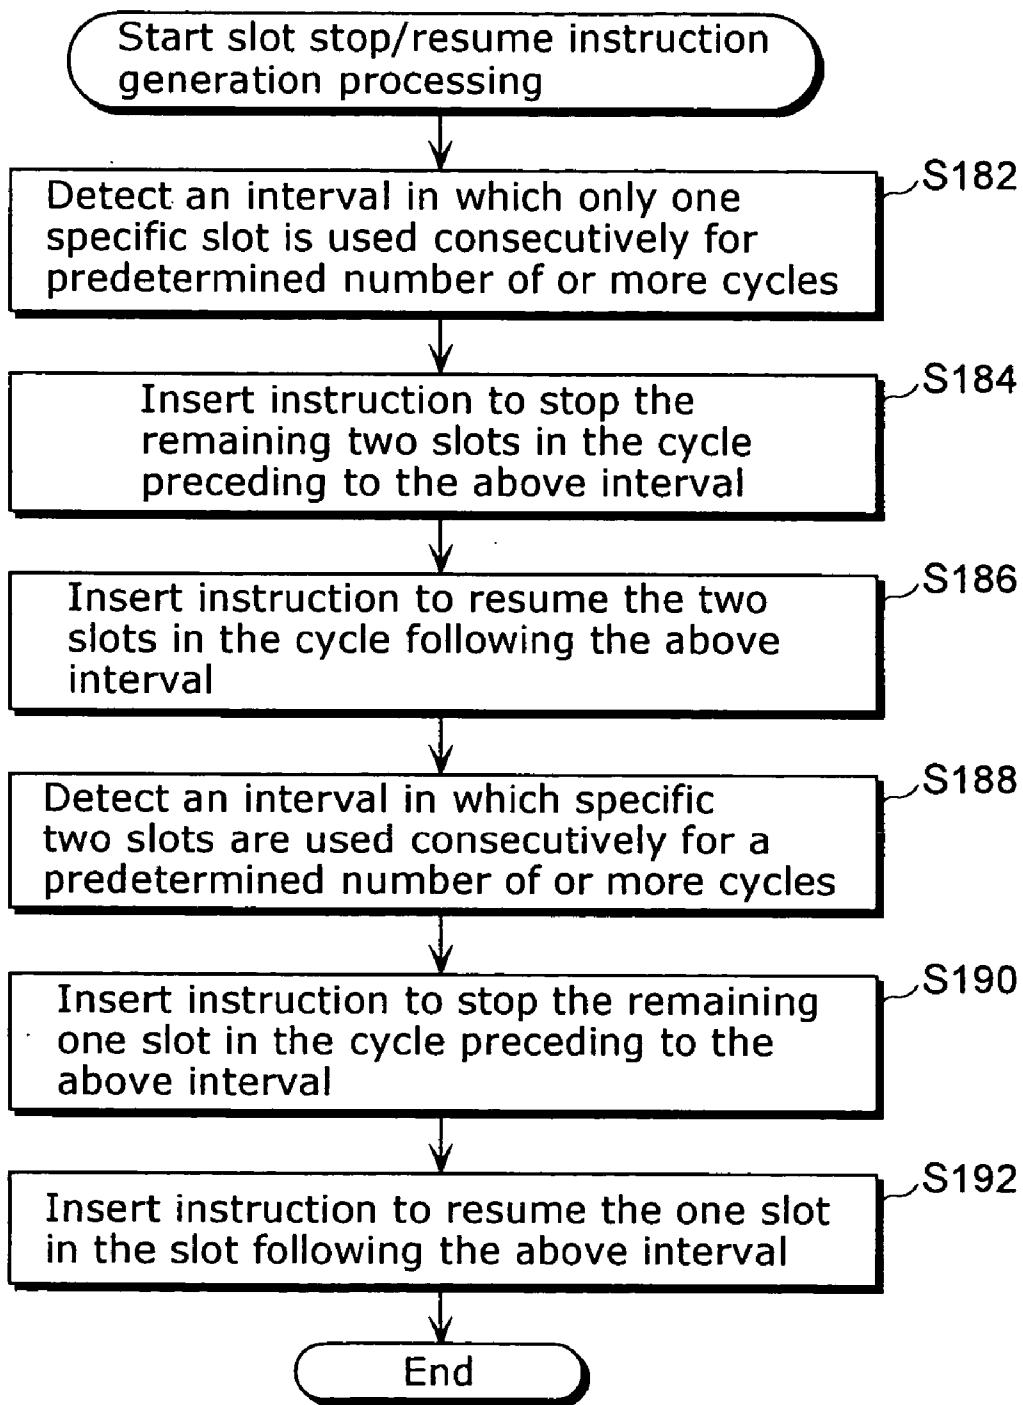 Start slot stop/resume instruction
generation processing
S182
Detect an interval in which only one
specific slot is used consecutively for
predetermined number of or more cycles
S184
Insert instruction to stop the
remaining two slots in the cycle
preceding to the above interval
S186
Insert instruction to resume the two
slots in the cycle following the above
interval
S188
Detect an interval in which specific
two slots are used consecutively for a
predetermined number of or more cycles
S190
Insert instruction to stop the remaining
one slot in the cycle preceding to the
above interval
S192
Insert instruction to resume the one slot
in the slot following the above interval
End